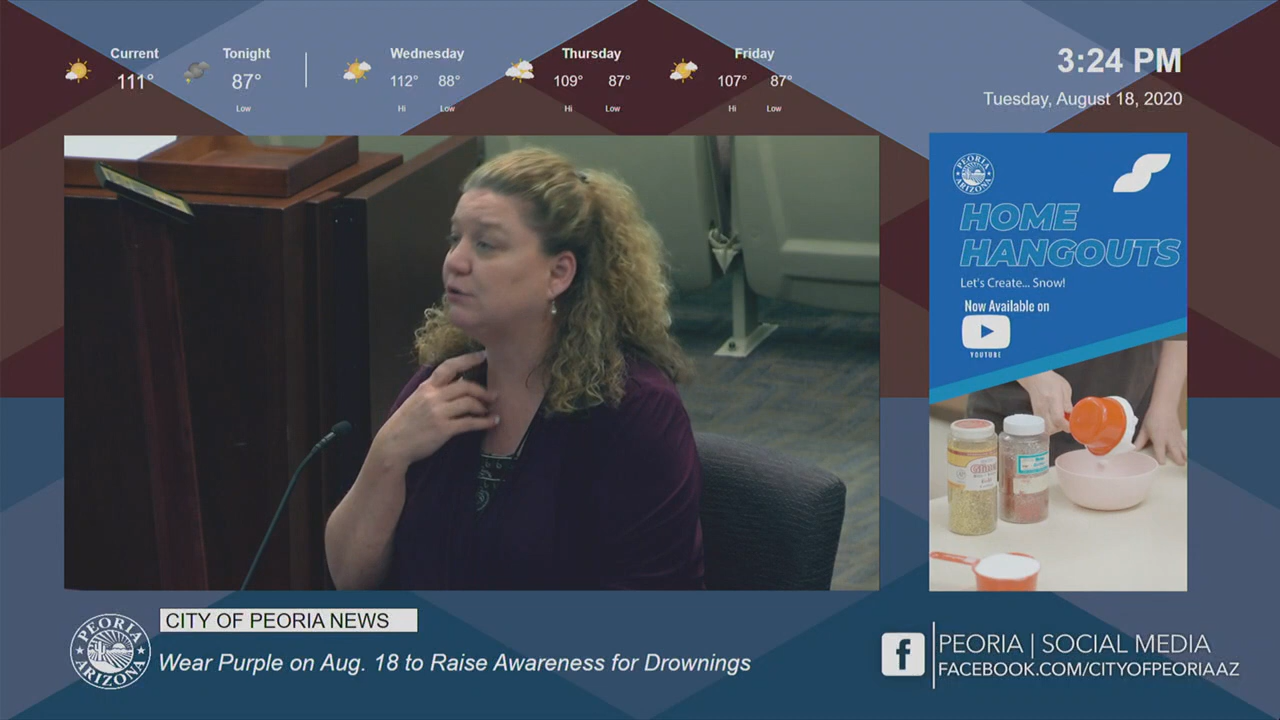 Current
111°
Tonight
87°
Low
Wednesday
112° 88°
Hi Low
Thursday
109° 87°
Hi Low
Friday
107° 87°
Hi Low
3:24 PM
Tuesday, August 18, 2020
PEORIA
ARIZONA
HOME
HANGOUTS
Let's Create... Snow!
Now Available on
YOUTUBE
CITY OF PEORIA NEWS
Wear Purple on Aug. 18 to Raise Awareness for Drownings
PEORIA
ARIZONA
f
PEORIA | SOCIAL MEDIA
FACEBOOK.COM/CITYOFPEORIAAZ